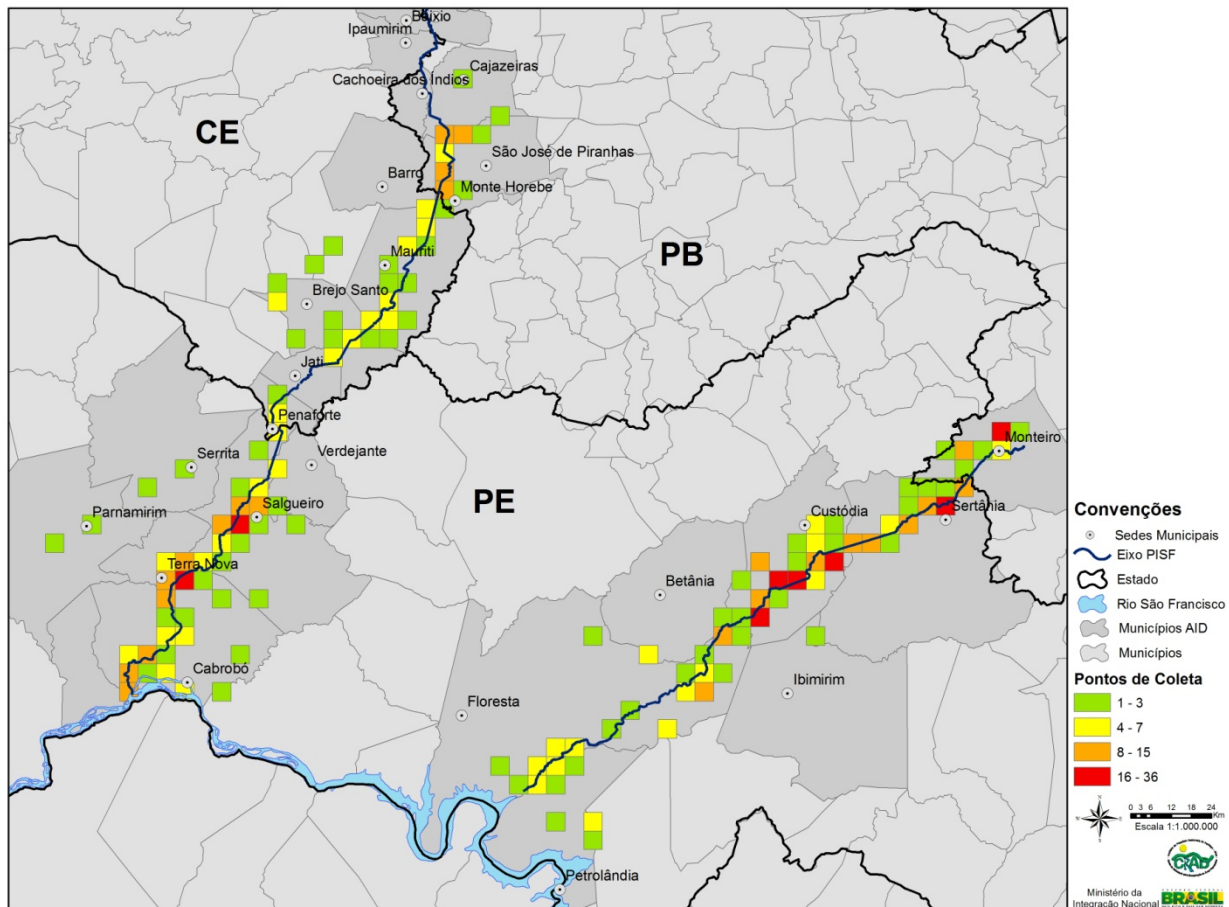 Baixio
Ipaumirim
Cajazeiras
Cachoeira dos Índios
CE
São José de Piranhas
Barro
Monte Horebe
Mauriti
PB
Brejo Santo
Jati
Penaforte
Serrita
Verdejante
Monteiro
PE
Salgueiro
Parnamirim
Custódia
Sertânia
Terra Nova
Betânia
Cabrobó
Ibimirim
Floresta
Petrolândia
Convenções
Sedes Municipais
Eixo PISF
Estado
Rio São Francisco
Municípios AID
Municípios
Pontos de Coleta
1 - 3
4 - 7
8 - 15
16 - 36
0 3 6 12 18 24
Km
Escala 1:1.000.000
CRAD
Ministério da
Integração Nacional
BRASIL